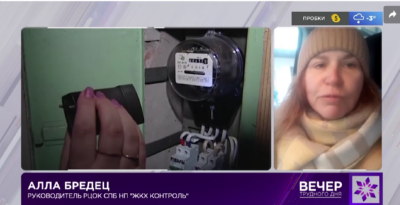 ПРОБКИ
-3°
АЛЛА БРЕДЕЦ
РУКОВОДИТЕЛЬ РЦОК СПБ НП "ЖКХ КОНТРОЛЬ"
ВЕЧЕР
ТРУДНОГО ДНЯ